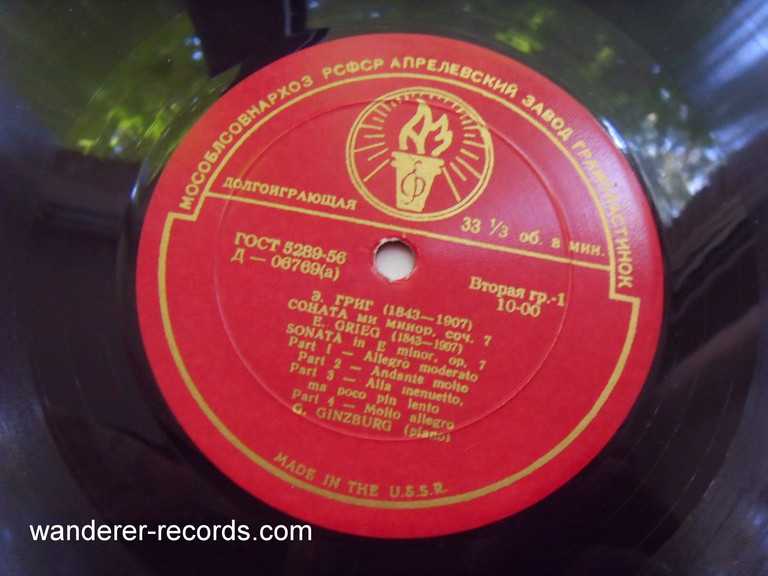 МОСОБЛСОВНАРХОЗ РСФСР АПРЕЛЕВСКИЙ ЗАВОД ГРАМПЛАСТИНОК
АЗ
ДОЛГОИГРАЮЩАЯ
33 1/3 об. в мин.
ГОСТ 5289-56
Д — 06769(а)
Вторая гр.-1
10-00
Э. ГРИГ (1843—1907)
СОНАТА ми минор, соч. 7
E. GRIEG (1843—1907)
SONATA in E minor, op. 7
Part 1 — Allegro moderato
Part 2 — Andante molto
Part 3 — Alla menuetto,
ma poco pin lento
Part 4 — Molto allegro
G. GINZBURG (piano)
MADE IN THE U.S.S.R.
wanderer-records.com